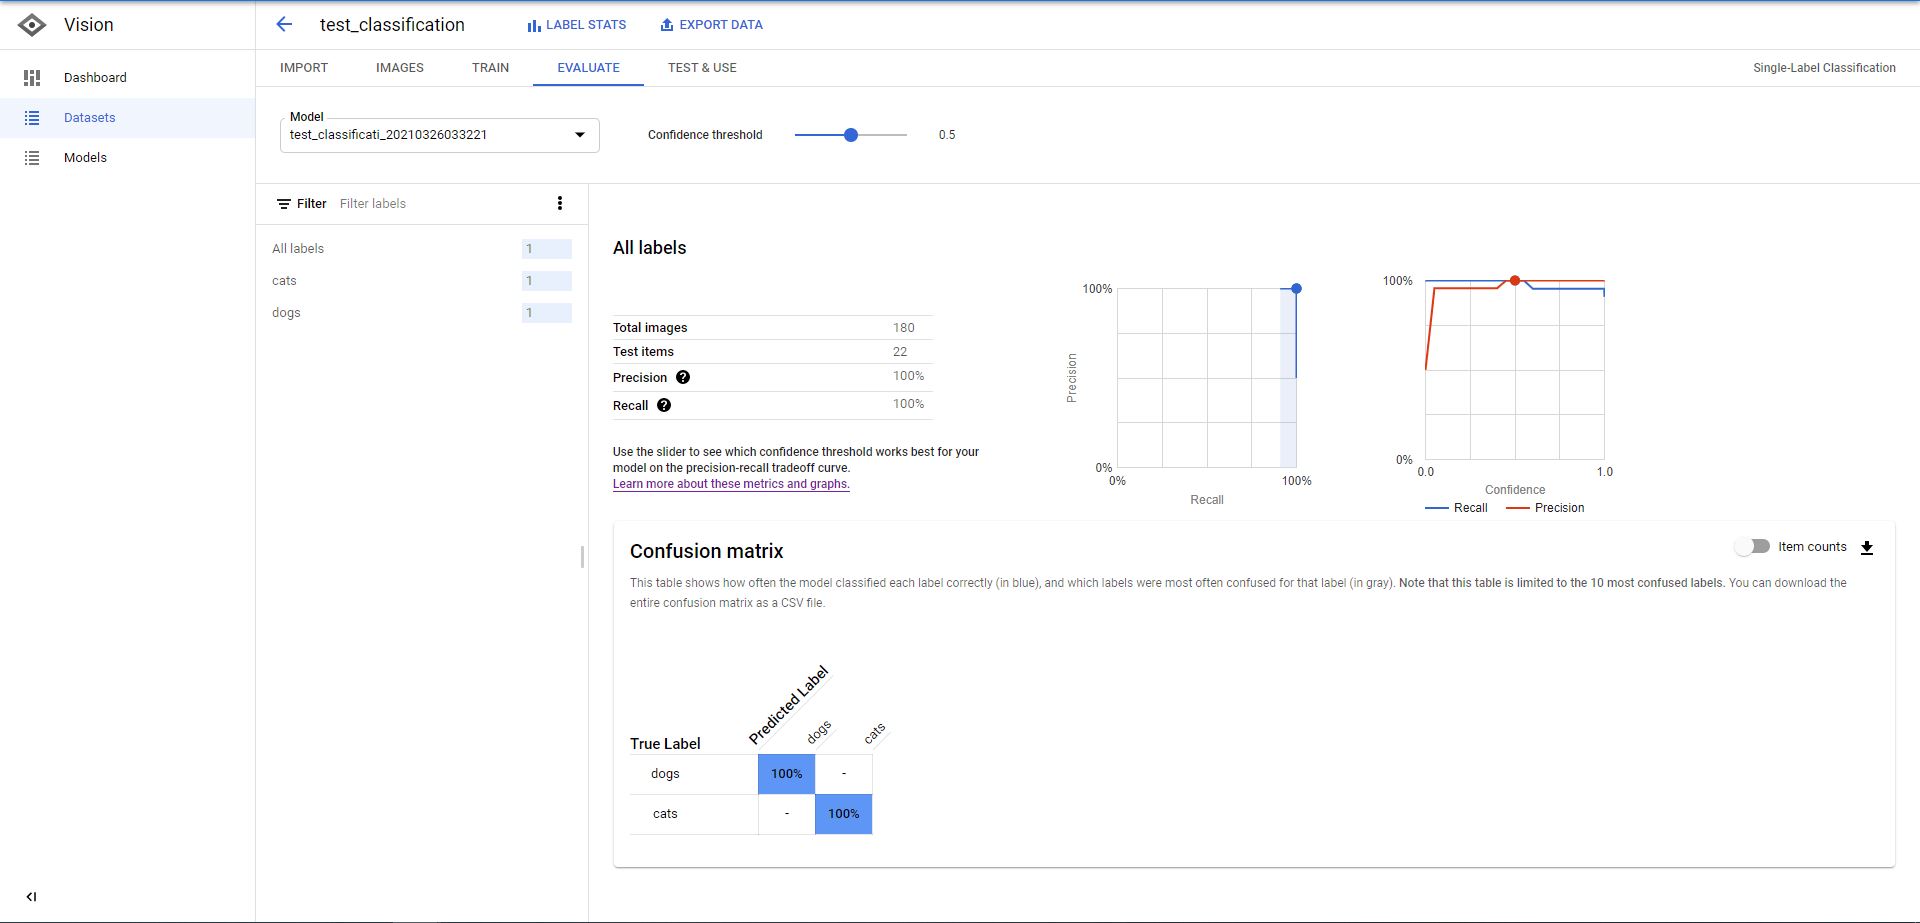 Vision
test_classification
LABEL STATS
EXPORT DATA
Dashboard
Datasets
Models
IMPORT
IMAGES
TRAIN
EVALUATE
TEST & USE
Single-Label Classification
Model
test_classificati_20210326033221
Confidence threshold
0.5
Filter
Filter labels
All labels 1
cats 1
dogs 1
All labels
Total images 180
Test items 22
Precision ? 100%
Recall ? 100%
Use the slider to see which confidence threshold works best for your
model on the precision-recall tradeoff curve.
Learn more about these metrics and graphs.
100%
Precision
0%
0%
100%
Recall
100%
0%
0.0
1.0
Confidence
Recall
Precision
Confusion matrix
Item counts
This table shows how often the model classified each label correctly (in blue), and which labels were most often confused for that label (in gray). Note that this table is limited to the 10 most confused labels. You can download the
entire confusion matrix as a CSV file.
True Label
Predicted Label
dogs
cats
dogs 100% -
cats - 100%